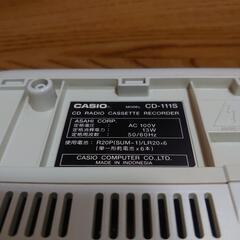 CASIO. MODEL CD-111S
CD RADIO CASSETTE RECORDER
ASAHI CORP.
定格電圧 : AC 100V
定格消費電力 : 13W
定格周波数 : 50/60Hz
使用電池 : R20P(SUM-1)/LR20×6
(単一形乾電池×6本)
CASIO COMPUTER CO.,LTD.
MADE IN INDONESIA